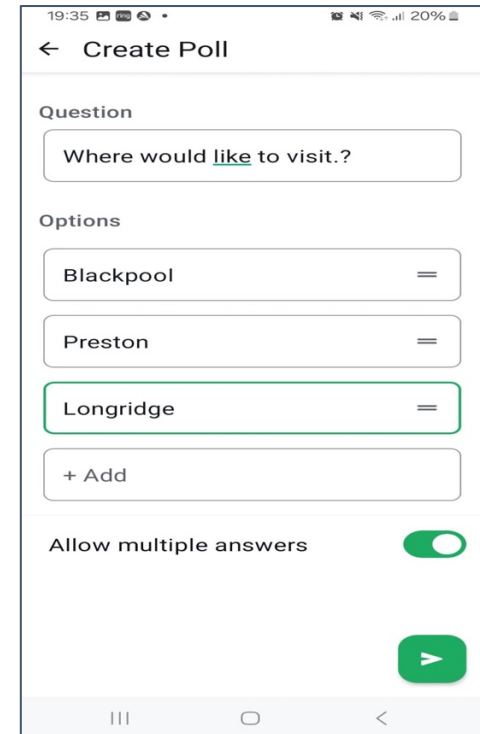 19:35 20%
Create Poll
Question
Where would like to visit.?
Options
Blackpool
Preston
Longridge
+ Add
Allow multiple answers